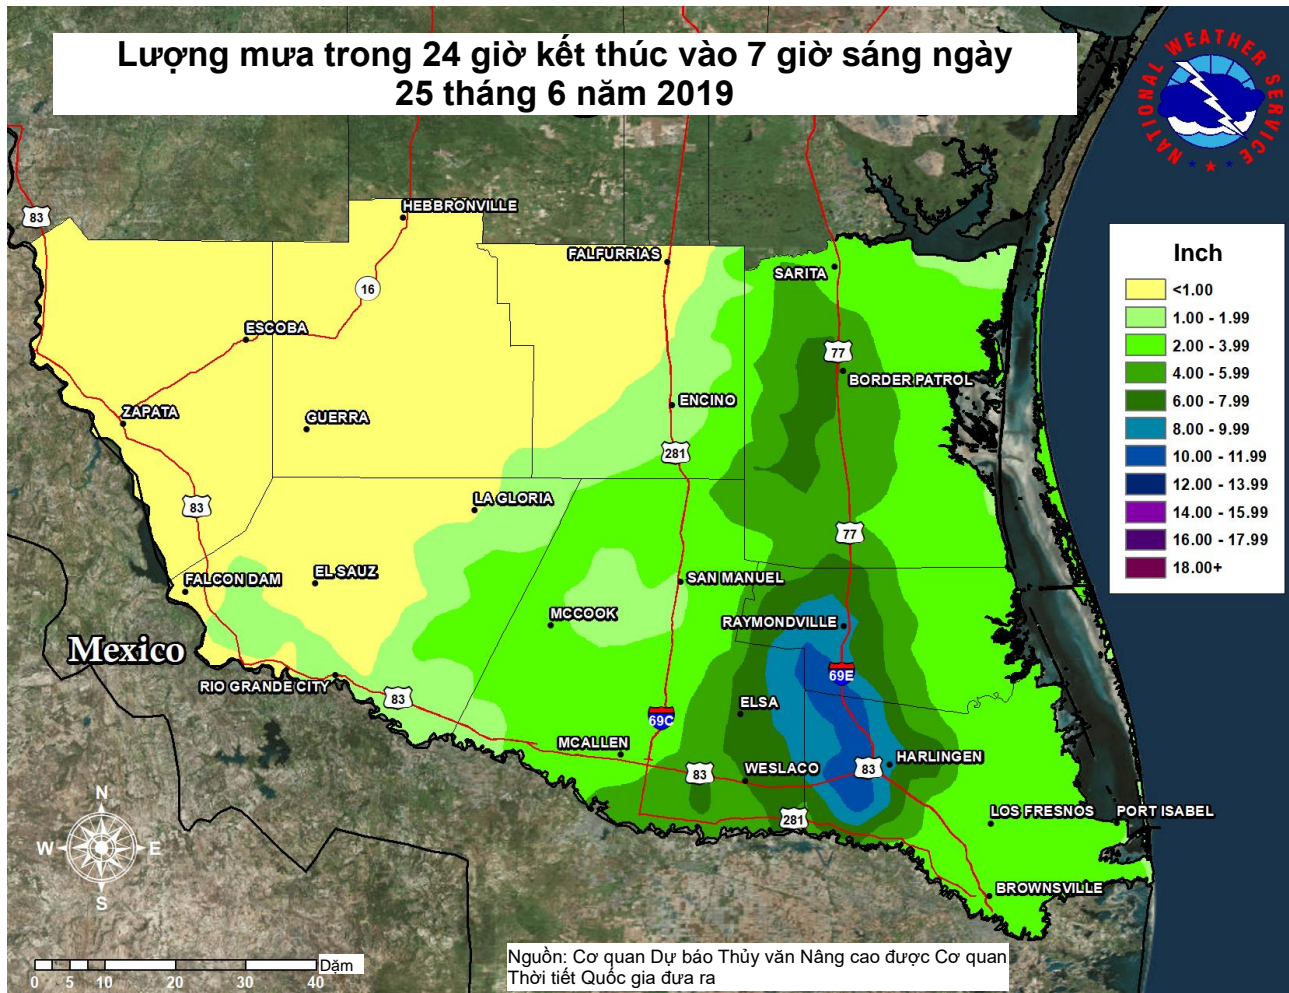 Lượng mưa trong 24 giờ kết thúc vào 7 giờ sáng ngày
25 tháng 6 năm 2019
NATIONAL WEATHER SERVICE
83
HEBBRONVILLE
FALFURRIAS
SARITA
16
ESCOBA
77
BORDER PATROL
ZAPATA
GUERRA
ENCINO
281
83
LA GLORIA
77
FALCON DAM
EL SAUZ
SAN MANUEL
MCCOOK
RAYMONDVILLE
Mexico
RIO GRANDE CITY
83
69E
69C
ELSA
MCALLEN
83
WESLACO
83
HARLINGEN
281
LOS FRESNOS
PORT ISABEL
BROWNSVILLE
Inch
<1.00
1.00 - 1.99
2.00 - 3.99
4.00 - 5.99
6.00 - 7.99
8.00 - 9.99
10.00 - 11.99
12.00 - 13.99
14.00 - 15.99
16.00 - 17.99
18.00+
N
W E
S
Dặm
0 5 10 20 30 40
Nguồn: Cơ quan Dự báo Thủy văn Nâng cao được Cơ quan
Thời tiết Quốc gia đưa ra